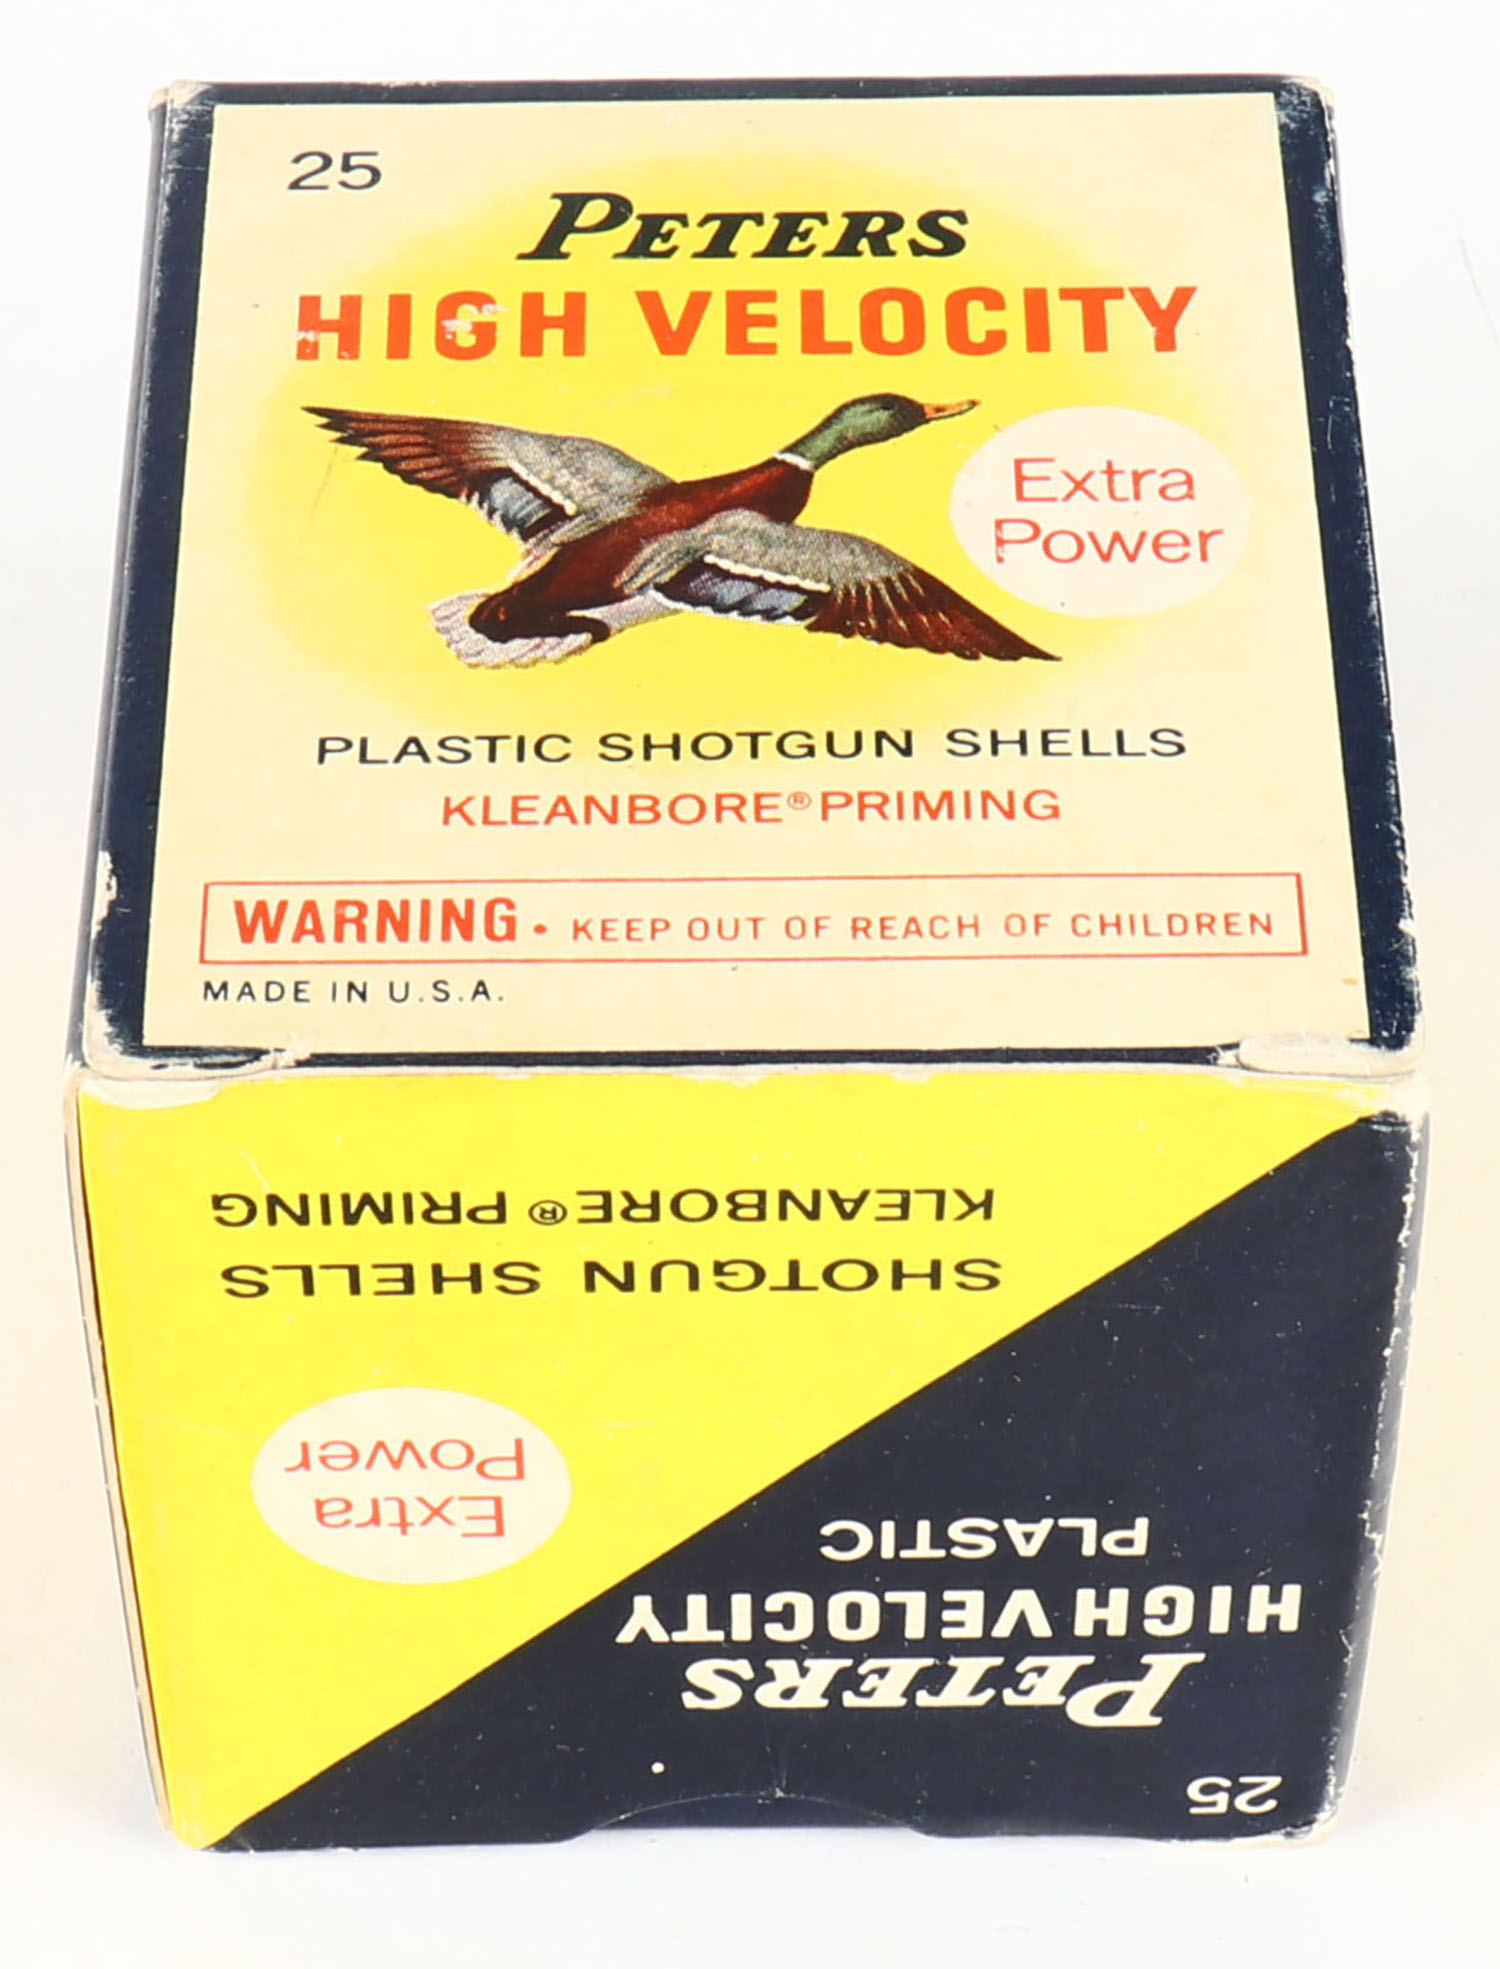 25
PETERS
HIGH VELOCITY
Extra
Power
PLASTIC SHOTGUN SHELLS
KLEANBORE® PRIMING
WARNING • KEEP OUT OF REACH OF CHILDREN
MADE IN U.S.A.
25
PETERS
HIGH VELOCITY
PLASTIC
Extra
Power
SHOTGUN SHELLS
KLEANBORE® PRIMING